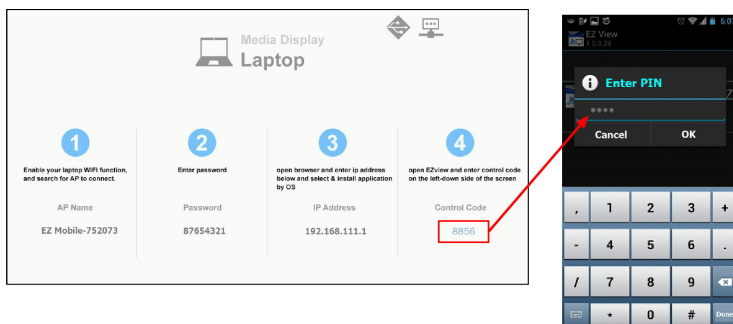 Media Display
Laptop
1
2
3
4
Enable your laptop WIFI function,
and search for AP to connect.
Enter password
open browser and enter ip address
below and select & install application
by OS
open EZview and enter control code
on the left-down side of the screen
AP Name
Password
IP Address
Control Code
EZ Mobile-752073
87654321
192.168.111.1
8856
EZ View
1.0.0.28
Enter PIN
****
Cancel
OK
, 1 2 3 +
- 4 5 6 .
/ 7 8 9
* 0 # Done